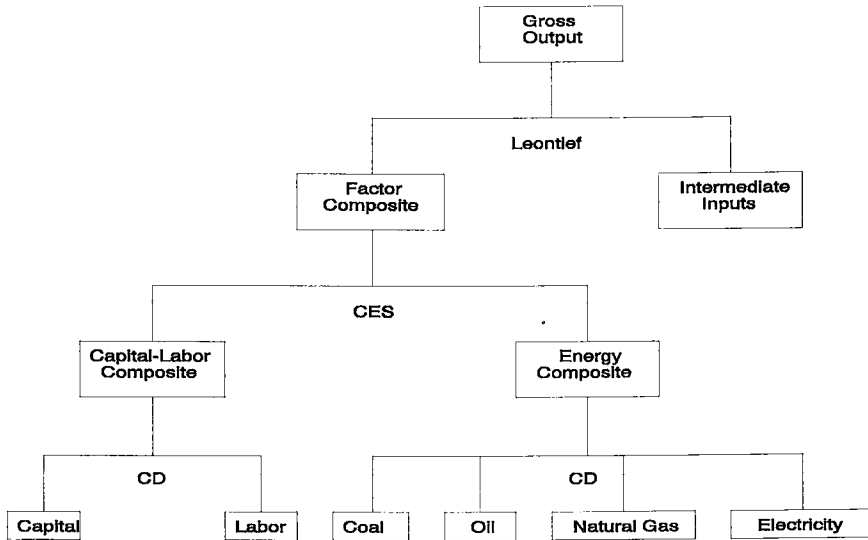 Gross
Output
Leontief
Factor
Composite
Intermediate
Inputs
CES
Capital-Labor
Composite
Energy
Composite
CD
CD
Capital
Labor
Coal
Oil
Natural Gas
Electricity